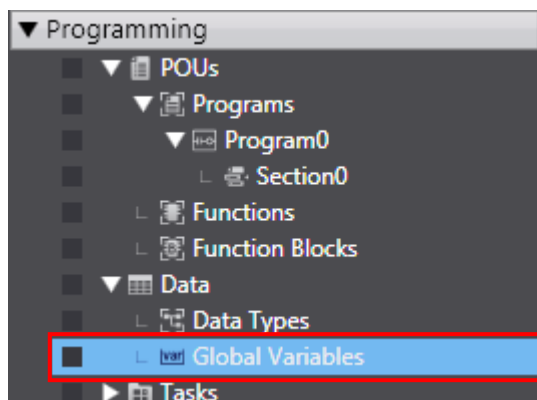 Programming
POUs
Programs
Program0
Section0
Functions
Function Blocks
Data
Data Types
var Global Variables
Tasks